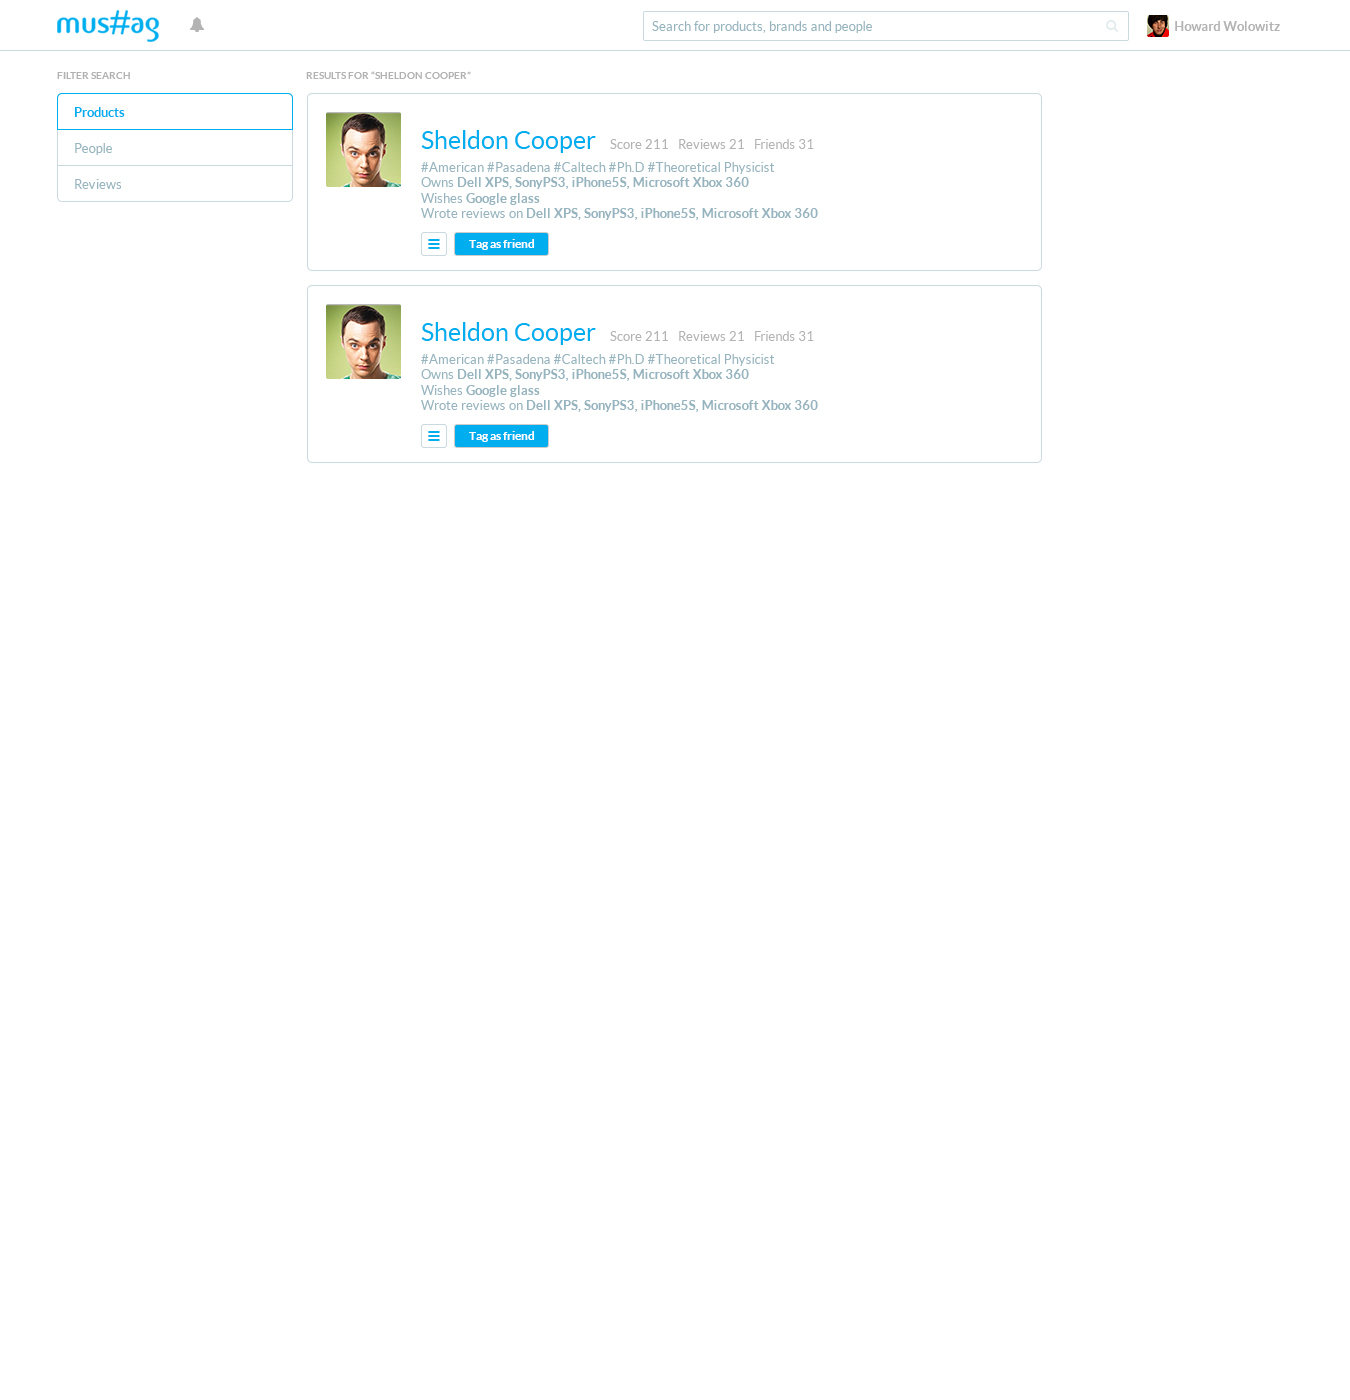 mus#ag
Search for products, brands and people
Howard Wolowitz
FILTER SEARCH
Products
People
Reviews
RESULTS FOR “SHELDON COOPER”
Sheldon Cooper Score 211 Reviews 21 Friends 31
#American #Pasadena #Caltech #Ph.D #Theoretical Physicist
Owns Dell XPS, SonyPS3, iPhone5S, Microsoft Xbox 360
Wishes Google glass
Wrote reviews on Dell XPS, SonyPS3, iPhone5S, Microsoft Xbox 360
Tag as friend
Sheldon Cooper Score 211 Reviews 21 Friends 31
#American #Pasadena #Caltech #Ph.D #Theoretical Physicist
Owns Dell XPS, SonyPS3, iPhone5S, Microsoft Xbox 360
Wishes Google glass
Wrote reviews on Dell XPS, SonyPS3, iPhone5S, Microsoft Xbox 360
Tag as friend